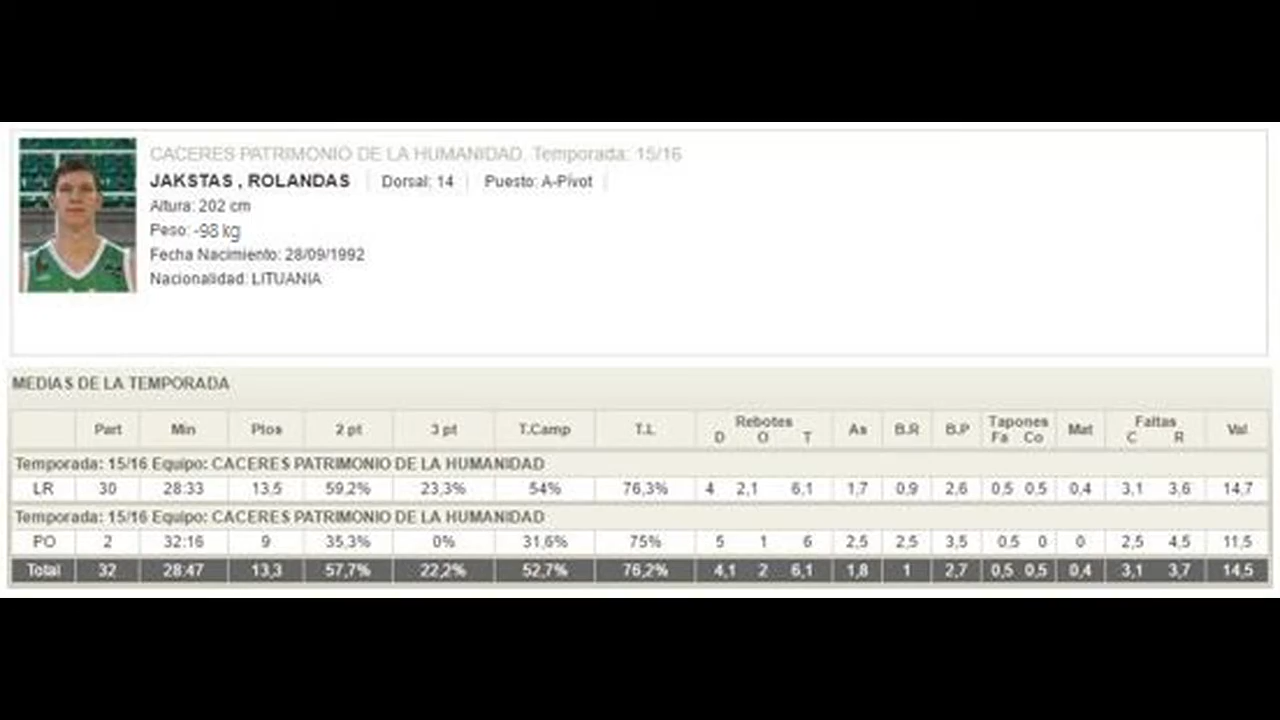 CACERES PATRIMONIO DE LA HUMANIDAD. Temporada: 15/16
JAKSTAS , ROLANDAS Dorsal: 14 Puesto: A-Pívot
Altura: 202 cm
Peso: -98 kg
Fecha Nacimiento: 28/09/1992
Nacionalidad: LITUANIA
MEDIAS DE LA TEMPORADA
Part Min Ptos 2 pt 3 pt T.Camp T.L Rebotes As B.R B.P Tapones Mat Faltas Val
D O T Fa Co C R
Temporada: 15/16 Equipo: CACERES PATRIMONIO DE LA HUMANIDAD
LR 30 28:33 13,5 59,2% 23,3% 54% 76,3% 4 2,1 6,1 1,7 0,9 2,6 0,5 0,5 0,4 3,1 3,6 14,7
Temporada: 15/16 Equipo: CACERES PATRIMONIO DE LA HUMANIDAD
PO 2 32:16 9 35,3% 0% 31,6% 75% 5 1 6 2,5 2,5 3,5 0,5 0 0 2,5 4,5 11,5
Total 32 28:47 13,3 57,7% 22,2% 52,7% 76,2% 4,1 2 6,1 1,8 1 2,7 0,5 0,5 0,4 3,1 3,7 14,5